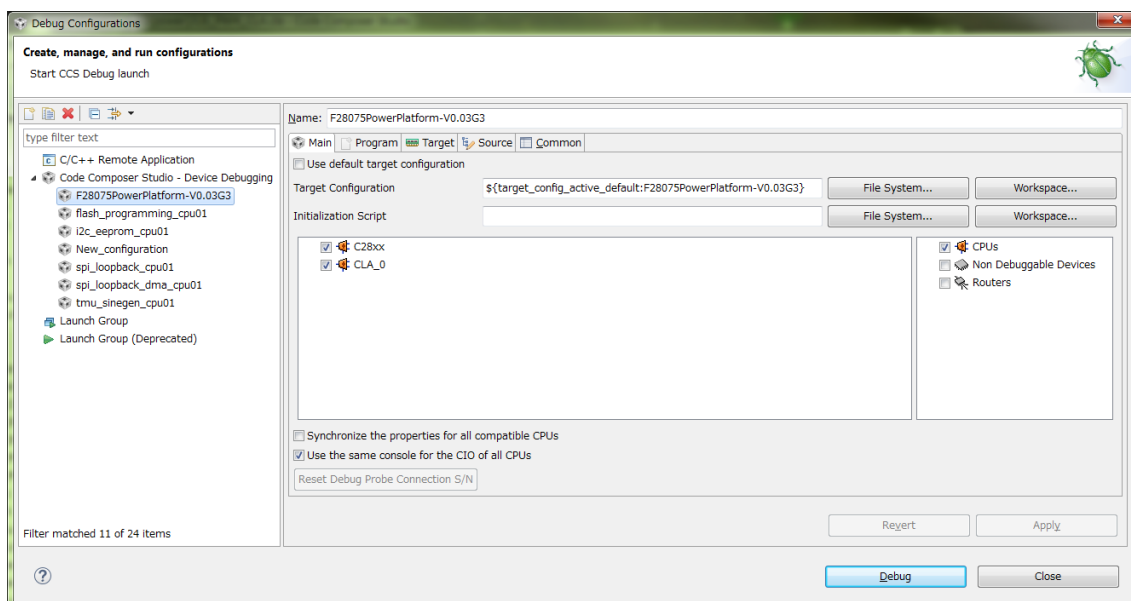 Debug Configurations
Create, manage, and run configurations
Start CCS Debug launch
type filter text
C/C++ Remote Application
Code Composer Studio - Device Debugging
F28075PowerPlatform-V0.03G3
flash_programming_cpu01
i2c_eeprom_cpu01
New_configuration
spi_loopback_cpu01
spi_loopback_dma_cpu01
tmu_sinegen_cpu01
Launch Group
Launch Group (Deprecated)
Filter matched 11 of 24 items
Name: F28075PowerPlatform-V0.03G3
Main Program Target Source Common
Use default target configuration
Target Configuration ${target_config_active_default:F28075PowerPlatform-V0.03G3} File System... Workspace...
Initialization Script File System... Workspace...
C28xx
CLA_0
CPUs
Non Debuggable Devices
Routers
Synchronize the properties for all compatible CPUs
Use the same console for the CIO of all CPUs
Reset Debug Probe Connection S/N
Revert Apply
Debug Close